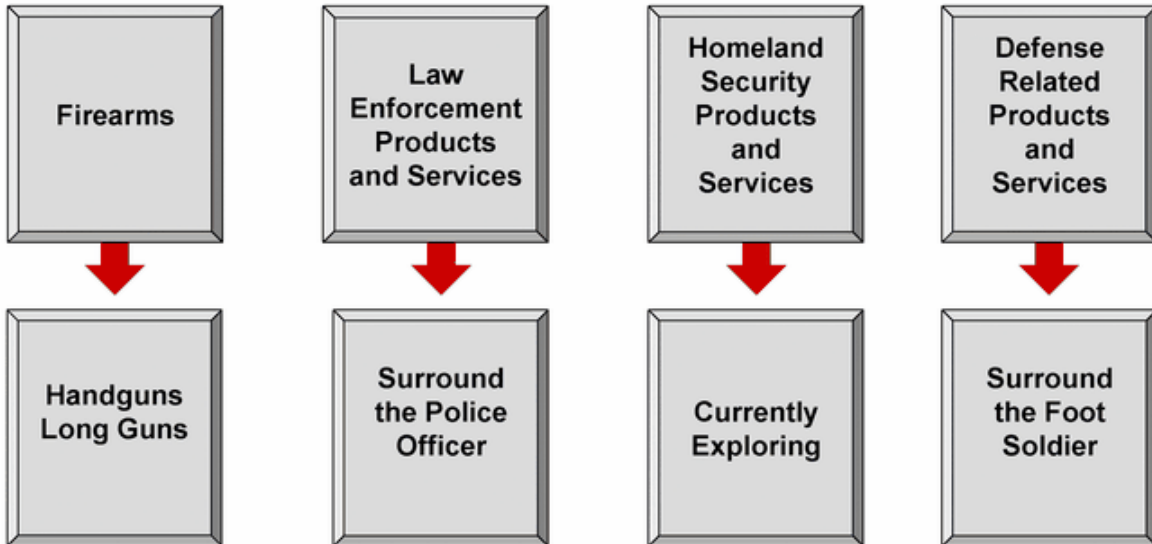 Firearms
Law
Enforcement
Products
and Services
Homeland
Security
Products
and
Services
Defense
Related
Products
and
Services
Handguns
Long Guns
Surround
the Police
Officer
Currently
Exploring
Surround
the Foot
Soldier